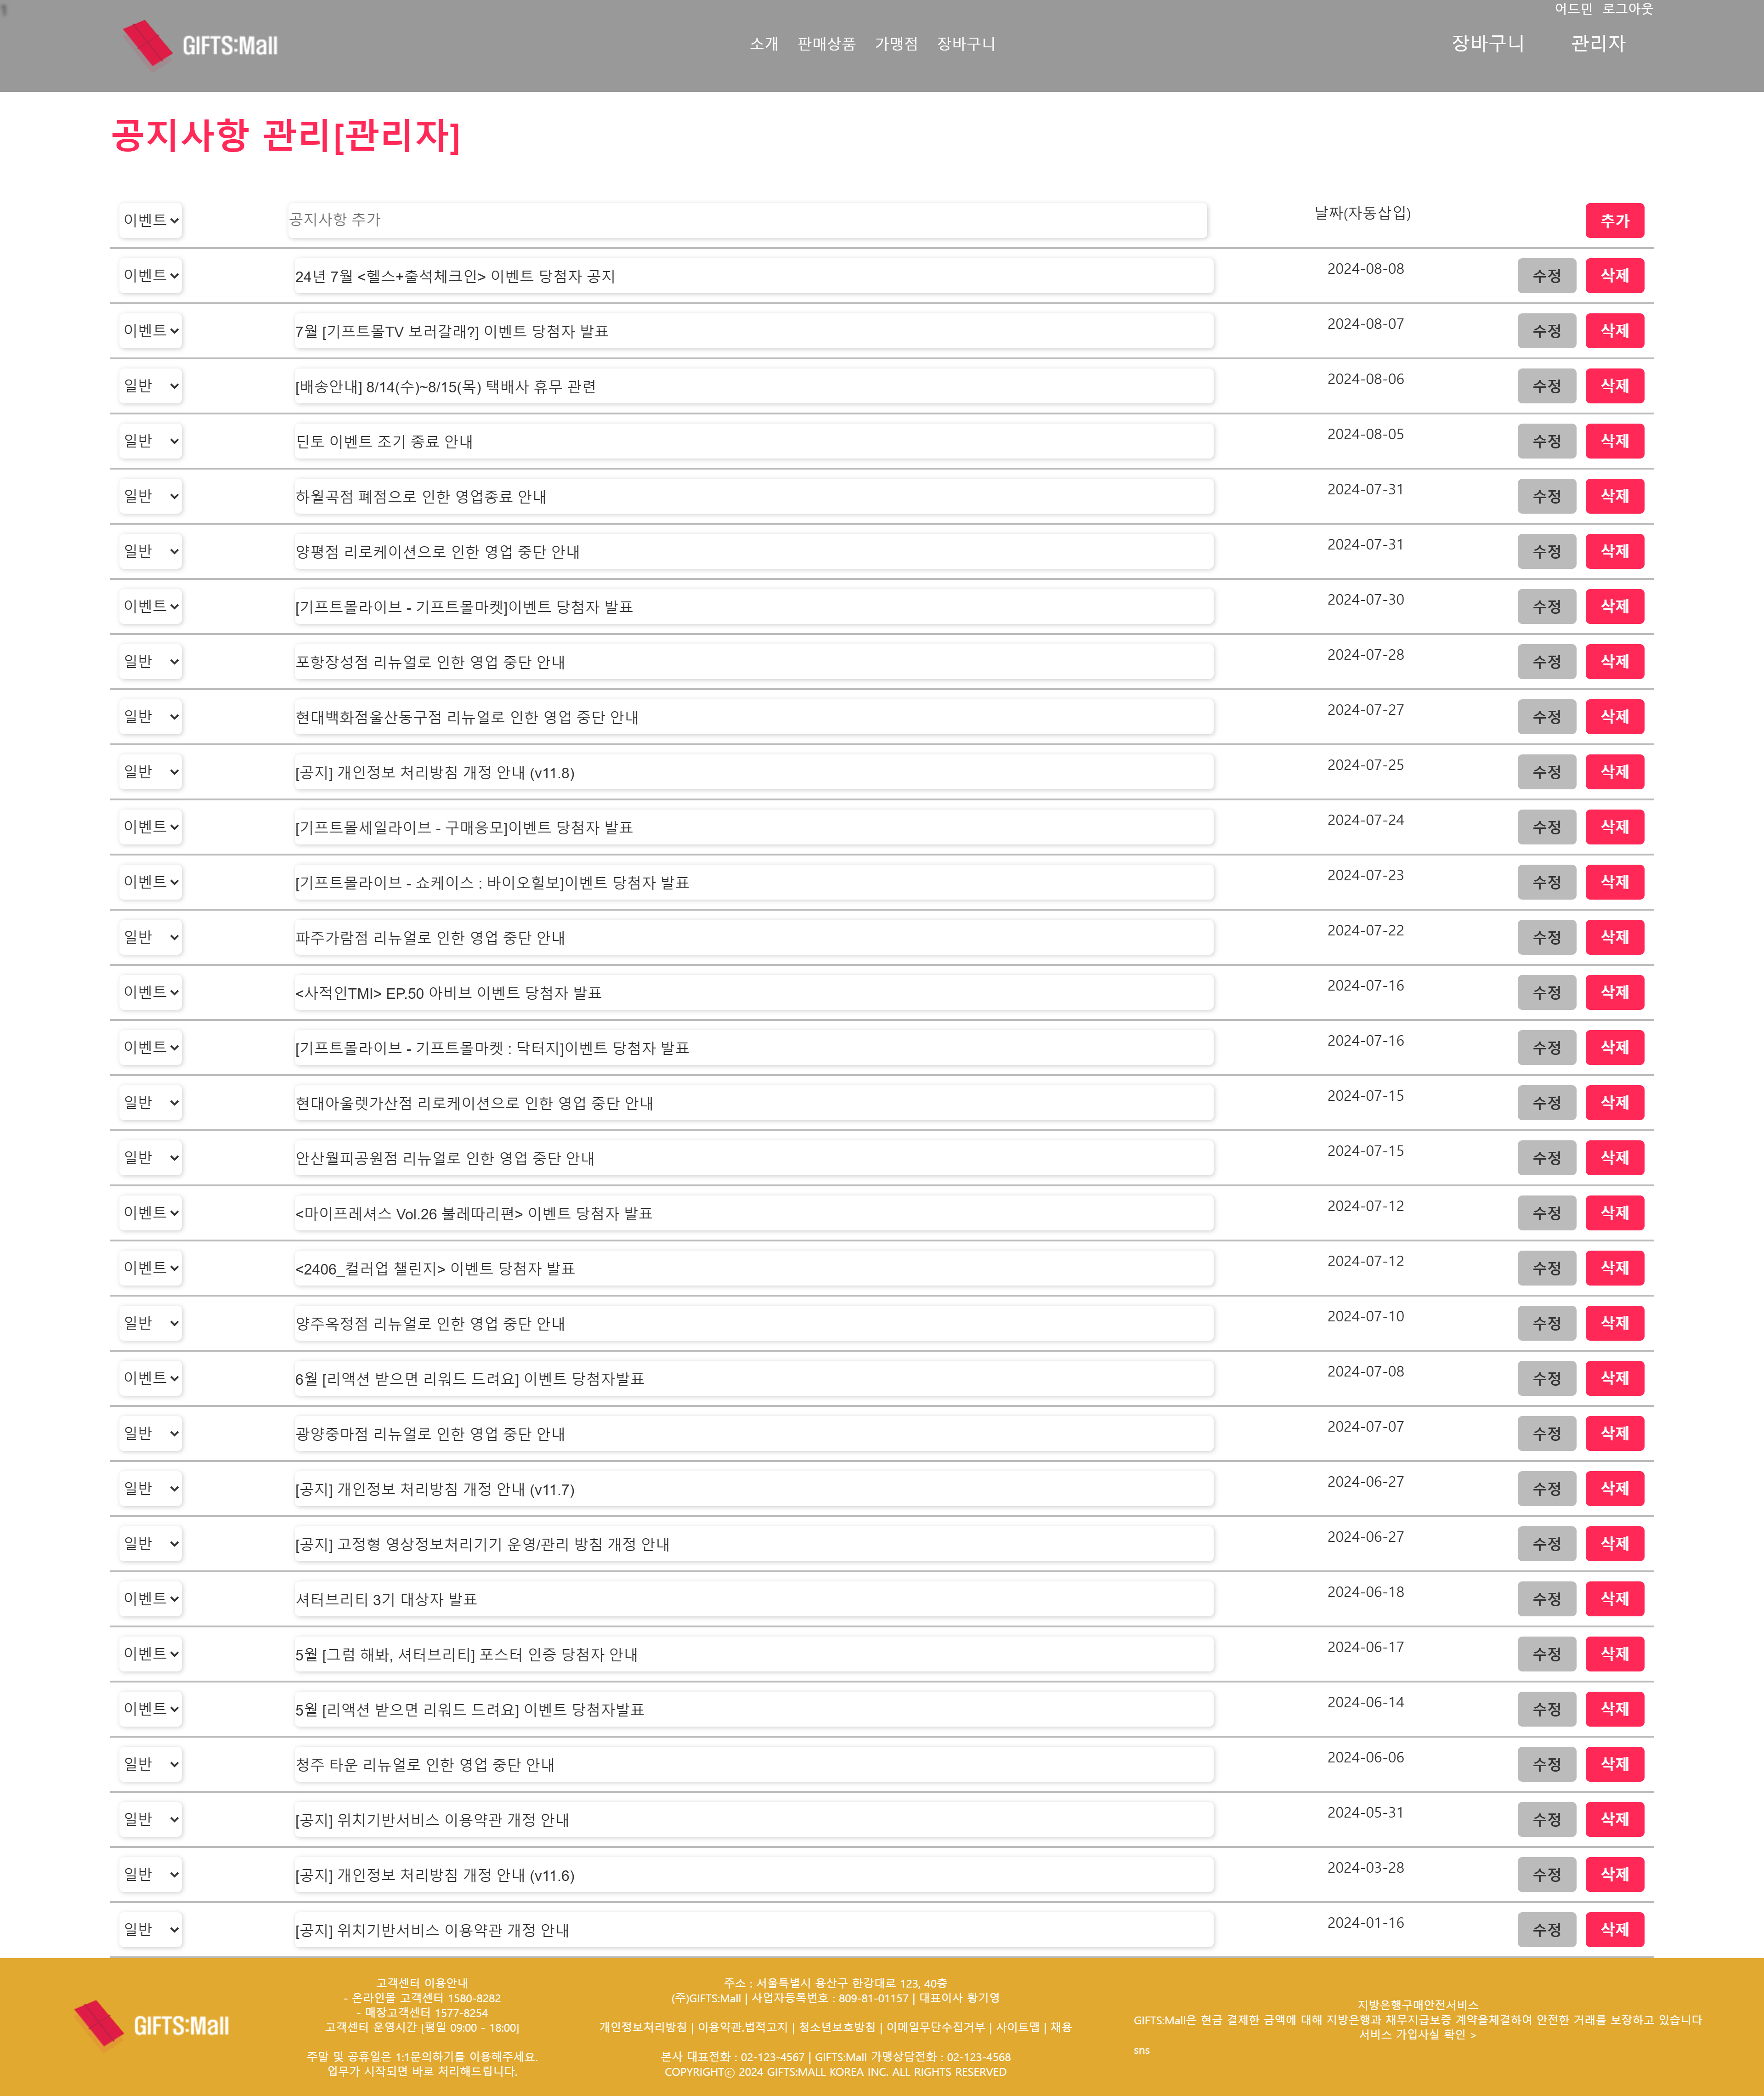 어드민 로그아웃
GIFTS:Mall
소개 판매상품 가맹점 장바구니
장바구니 관리자
공지사항 관리[관리자]
이벤트 공지사항 추가 날짜(자동삽입) 추가
이벤트 24년 7월 <헬스+출석체크인> 이벤트 당첨자 공지 2024-08-08 수정 삭제
이벤트 7월 [기프트몰TV 보러갈래?] 이벤트 당첨자 발표 2024-08-07 수정 삭제
일반 [배송안내] 8/14(수)~8/15(목) 택배사 휴무 관련 2024-08-06 수정 삭제
일반 딘토 이벤트 조기 종료 안내 2024-08-05 수정 삭제
일반 하월곡점 폐점으로 인한 영업종료 안내 2024-07-31 수정 삭제
일반 양평점 리로케이션으로 인한 영업 중단 안내 2024-07-31 수정 삭제
이벤트 [기프트몰라이브 - 기프트몰마켓]이벤트 당첨자 발표 2024-07-30 수정 삭제
일반 포항장성점 리뉴얼로 인한 영업 중단 안내 2024-07-28 수정 삭제
일반 현대백화점울산동구점 리뉴얼로 인한 영업 중단 안내 2024-07-27 수정 삭제
일반 [공지] 개인정보 처리방침 개정 안내 (v11.8) 2024-07-25 수정 삭제
이벤트 [기프트몰세일라이브 - 구매응모]이벤트 당첨자 발표 2024-07-24 수정 삭제
이벤트 [기프트몰라이브 - 쇼케이스 : 바이오힐보]이벤트 당첨자 발표 2024-07-23 수정 삭제
일반 파주가람점 리뉴얼로 인한 영업 중단 안내 2024-07-22 수정 삭제
이벤트 <사적인TMI> EP.50 아비브 이벤트 당첨자 발표 2024-07-16 수정 삭제
이벤트 [기프트몰라이브 - 기프트몰마켓 : 닥터지]이벤트 당첨자 발표 2024-07-16 수정 삭제
일반 현대아울렛가산점 리로케이션으로 인한 영업 중단 안내 2024-07-15 수정 삭제
일반 안산월피공원점 리뉴얼로 인한 영업 중단 안내 2024-07-15 수정 삭제
이벤트 <마이프레셔스 Vol.26 불레따리편> 이벤트 당첨자 발표 2024-07-12 수정 삭제
이벤트 <2406_컬러업 챌린지> 이벤트 당첨자 발표 2024-07-12 수정 삭제
일반 양주옥정점 리뉴얼로 인한 영업 중단 안내 2024-07-10 수정 삭제
이벤트 6월 [리액션 받으면 리워드 드려요] 이벤트 당첨자발표 2024-07-08 수정 삭제
일반 광양중마점 리뉴얼로 인한 영업 중단 안내 2024-07-07 수정 삭제
일반 [공지] 개인정보 처리방침 개정 안내 (v11.7) 2024-06-27 수정 삭제
일반 [공지] 고정형 영상정보처리기기 운영/관리 방침 개정 안내 2024-06-27 수정 삭제
이벤트 셔터브리티 3기 대상자 발표 2024-06-18 수정 삭제
이벤트 5월 [그럼 해봐, 셔터브리티] 포스터 인증 당첨자 안내 2024-06-17 수정 삭제
이벤트 5월 [리액션 받으면 리워드 드려요] 이벤트 당첨자발표 2024-06-14 수정 삭제
일반 청주 타운 리뉴얼로 인한 영업 중단 안내 2024-06-06 수정 삭제
일반 [공지] 위치기반서비스 이용약관 개정 안내 2024-05-31 수정 삭제
일반 [공지] 개인정보 처리방침 개정 안내 (v11.6) 2024-03-28 수정 삭제
일반 [공지] 위치기반서비스 이용약관 개정 안내 2024-01-16 수정 삭제
GIFTS:Mall
고객센터 이용안내
- 온라인몰 고객센터 1580-8282
- 매장고객센터 1577-8254
고객센터 운영시간 [평일 09:00 - 18:00]
주말 및 공휴일은 1:1문의하기를 이용해주세요.
업무가 시작되면 바로 처리해드립니다.
주소 : 서울특별시 용산구 한강대로 123, 40층
(주)GIFTS:Mall | 사업자등록번호 : 809-81-01157 | 대표이사 황기영
개인정보처리방침 | 이용약관.법적고지 | 청소년보호방침 | 이메일무단수집거부 | 사이트맵 | 채용
본사 대표전화 : 02-123-4567 | GIFTS:Mall 가맹상담전화 : 02-123-4568
COPYRIGHTⓒ 2024 GIFTS:MALL KOREA INC. ALL RIGHTS RESERVED
지방은행구매안전서비스
GIFTS:Mall은 현금 결제한 금액에 대해 지방은행과 채무지급보증 계약을체결하여 안전한 거래를 보장하고 있습니다
서비스 가입사실 확인 >
sns